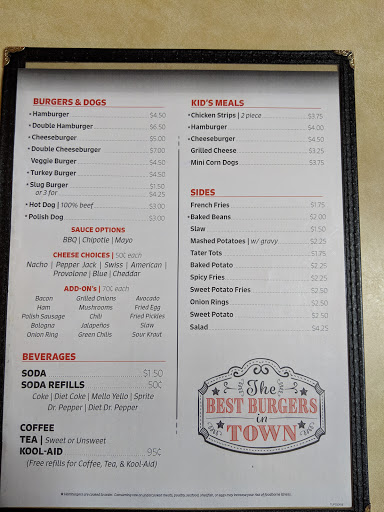 BURGERS & DOGS
• Hamburger $4.50
• Double Hamburger $6.50
• Cheeseburger $5.00
• Double Cheeseburger $7.00
Veggie Burger $4.50
• Turkey Burger $4.50
• Slug Burger $1.50
or 3 for $4.25
• Hot Dog | 100% beef $3.00
• Polish Dog $3.00
SAUCE OPTIONS
BBQ | Chipotle | Mayo
CHEESE CHOICES | 50¢ each
Nacho | Pepper Jack | Swiss | American |
Provolone | Blue | Cheddar
ADD-ON's | 70¢ each
Bacon Grilled Onions Avocado
Ham Mushrooms Fried Egg
Polish Sausage Chili Fried Pickles
Bologna Jalapeños Slaw
Onion Ring Green Chilis Sour Kraut
BEVERAGES
SODA $1.50
SODA REFILLS 50¢
Coke | Diet Coke | Mello Yello | Sprite
Dr. Pepper | Diet Dr. Pepper
COFFEE
TEA | Sweet or Unsweet
KOOL-AID 95¢
(Free refills for Coffee, Tea, & Kool-Aid)
KID'S MEALS
• Chicken Strips | 2 piece $3.75
• Hamburger $4.00
• Cheeseburger $4.50
Grilled Cheese $3.25
Mini Corn Dogs $3.75
SIDES
French Fries $1.75
• Baked Beans $2.00
Slaw $1.50
Mashed Potatoes | w/ gravy $2.25
Tater Tots $1.75
Baked Potato $2.25
Spicy Fries $2.25
Sweet Potato Fries $2.50
Onion Rings $2.50
Sweet Potato $3.50
Salad $4.25
The
BEST BURGERS
in
TOWN